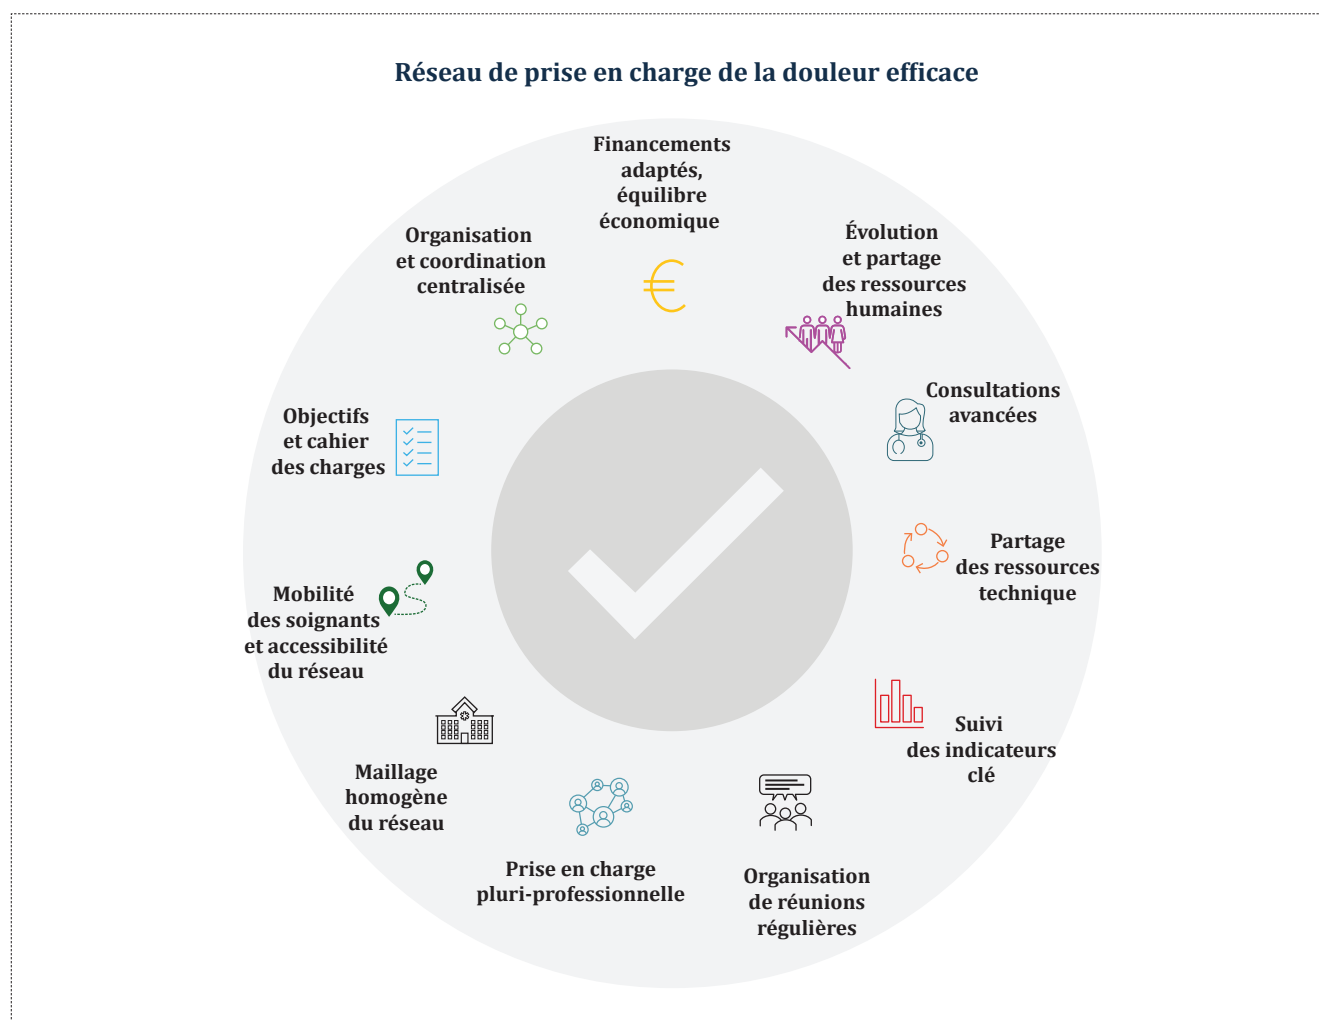 Réseau de prise en charge de la douleur efficace
Financements
adaptés,
équilibre
économique
Évolution
et partage
des ressources
humaines
Consultations
avancées
Partage
des ressources
technique
Suivi
des indicateurs
clé
Organisation
de réunions
régulières
Prise en charge
pluri-professionnelle
Maillage
homogène
du réseau
Mobilité
des soignants
et accessibilité
du réseau
Objectifs
et cahier
des charges
Organisation
et coordination
centralisée